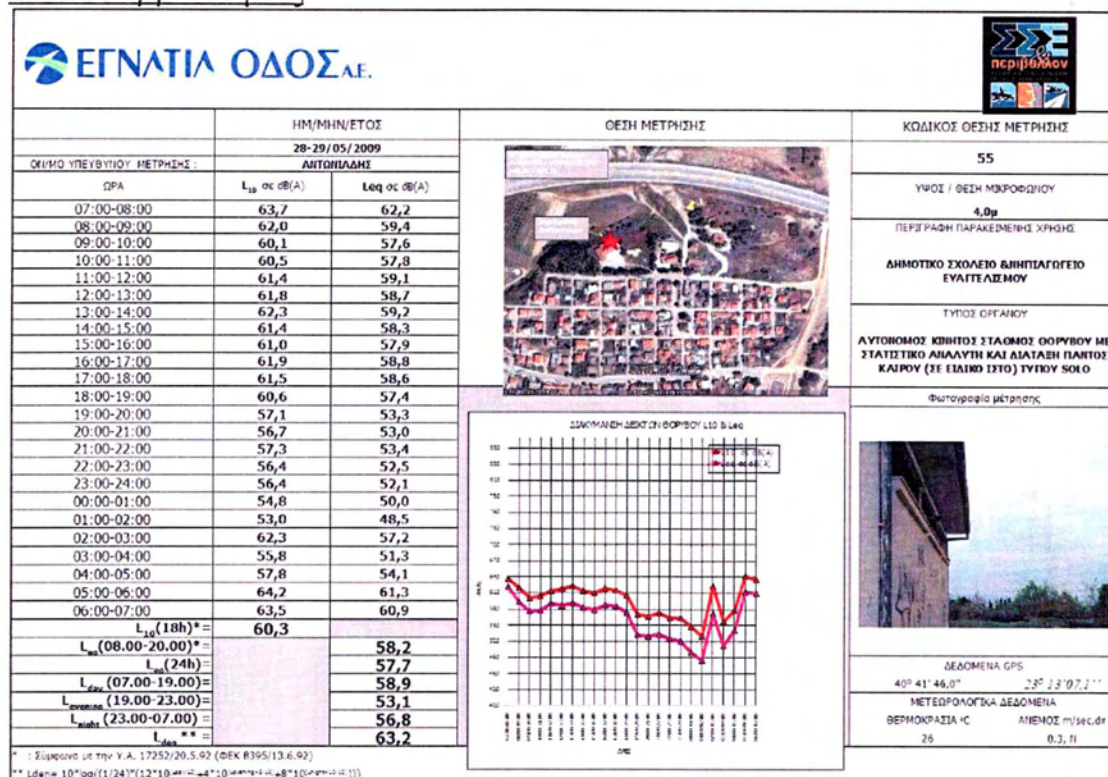 ΕΓΝΑΤΙΑ ΟΔΟΣ Α.Ε.
ΣΣΕ
&
περιβάλλον
ΗΜ/ΜΗΝ/ΕΤΟΣ
ΘΕΣΗ ΜΕΤΡΗΣΗΣ
ΚΩΔΙΚΟΣ ΘΕΣΗΣ ΜΕΤΡΗΣΗΣ
28-29/05/2009
55
ΟΝ/ΜΟ ΥΠΕΥΘΥΝΟΥ ΜΕΤΡΗΣΗΣ :
ΑΝΤΩΝΙΑΔΗΣ
ΩΡΑ
L10 σε dB(A)
Leq σε dB(A)
07:00-08:00 63,7 62,2
08:00-09:00 62,0 59,4
09:00-10:00 60,1 57,6
10:00-11:00 60,5 57,8
11:00-12:00 61,4 59,1
12:00-13:00 61,8 58,7
13:00-14:00 62,3 59,2
14:00-15:00 61,4 58,3
15:00-16:00 61,0 57,9
16:00-17:00 61,9 58,8
17:00-18:00 61,5 58,6
18:00-19:00 60,6 57,4
19:00-20:00 57,1 53,3
20:00-21:00 56,7 53,0
21:00-22:00 57,3 53,4
22:00-23:00 56,4 52,5
23:00-24:00 56,4 52,1
00:00-01:00 54,8 50,0
01:00-02:00 53,0 48,5
02:00-03:00 62,3 57,2
03:00-04:00 55,8 51,3
04:00-05:00 57,8 54,1
05:00-06:00 64,2 61,3
06:00-07:00 63,5 60,9
L10(18h)*= 60,3
Leq(08.00-20.00)*= 58,2
Leq(24h)= 57,7
Lday (07.00-19.00)= 58,9
Levening (19.00-23.00)= 53,1
Lnight (23.00-07.00) = 56,8
Lden **= 63,2
ΥΨΟΣ / ΘΕΣΗ ΜΙΚΡΟΦΩΝΟΥ
4,0μ
ΠΕΡΙΓΡΑΦΗ ΠΑΡΑΚΕΙΜΕΝΗΣ ΧΡΗΣΗΣ
ΔΗΜΟΤΙΚΟ ΣΧΟΛΕΙΟ &ΝΗΠΙΑΓΩΓΕΙΟ
ΕΥΑΓΓΕΛΙΣΜΟΥ
ΤΥΠΟΣ ΟΡΓΑΝΟΥ
ΑΥΤΟΝΟΜΟΣ ΚΙΝΗΤΟΣ ΣΤΑΘΜΟΣ ΘΟΡΥΒΟΥ ΜΕ
ΣΤΑΤΙΣΤΙΚΟ ΑΝΑΛΥΤΗ ΚΑΙ ΔΙΑΤΑΞΗ ΠΑΝΤΟΣ
ΚΑΙΡΟΥ (ΣΕ ΕΙΔΙΚΟ ΙΣΤΟ) ΤΥΠΟΥ SOLO
Φωτογραφία μέτρησης
ΔΙΑΚΥΜΑΝΣΗ ΔΕΙΚΤΩΝ ΘΟΡΥΒΟΥ L10 & Leq
ΔΕΔΟΜΕΝΑ GPS
40° 41' 46,0"
23° 13'07,1"
ΜΕΤΕΩΡΟΛΟΓΙΚΑ ΔΕΔΟΜΕΝΑ
ΘΕΡΜΟΚΡΑΣΙΑ °C ΑΝΕΜΟΣ m/sec,dir
26 0.3, N
* : Σύμφωνα με την Υ.Α. 17252/20.5.92 (ΦΕΚ Β395/13.6.92)